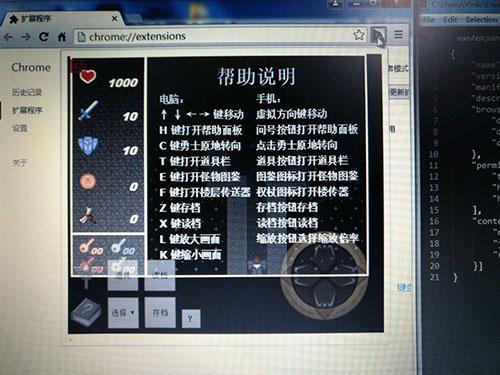 扩展程序
chrome://extensions
Chrome
历史记录
扩展程序
设置
关于
1000
10
10
0
0
00
00
00
00
帮助说明
电脑： 手机：
↑ ↓ ←→ 键移动 虚拟方向键移动
H 键打开帮助面板 问号按钮打开帮助面板
C 键勇士原地转向 点击勇士原地转向
T 键打开道具栏 道具按钮打开道具栏
E 键打开怪物图鉴 图鉴图标打开怪物图鉴
F 键打开楼层传送器 权杖图标打开楼传器
Z 键存档 存档按钮存档
X 键读档 读档按钮读档
L 键放大画面 缩放按钮选择缩放倍率
K 键缩小画面
道具 读档
选择▼ 存档 ?
File Edit Selection
manifest.json
1 {
],
}]
21 }